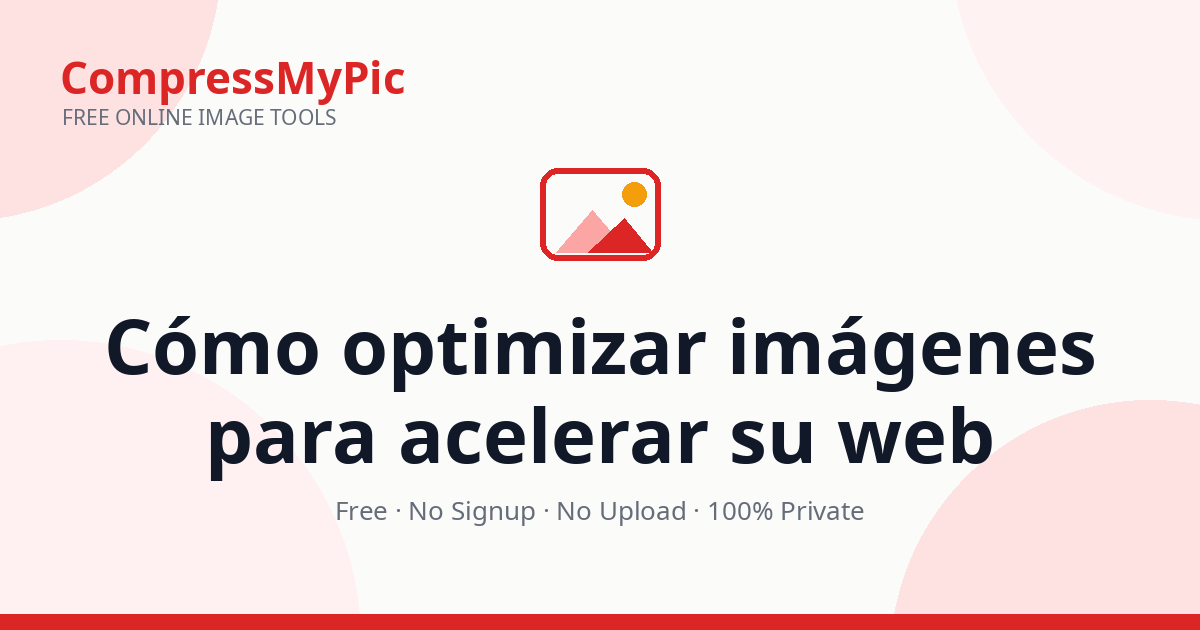 CompressMyPic
FREE ONLINE IMAGE TOOLS
Cómo optimizar imágenes
para acelerar su web
Free · No Signup · No Upload · 100% Private